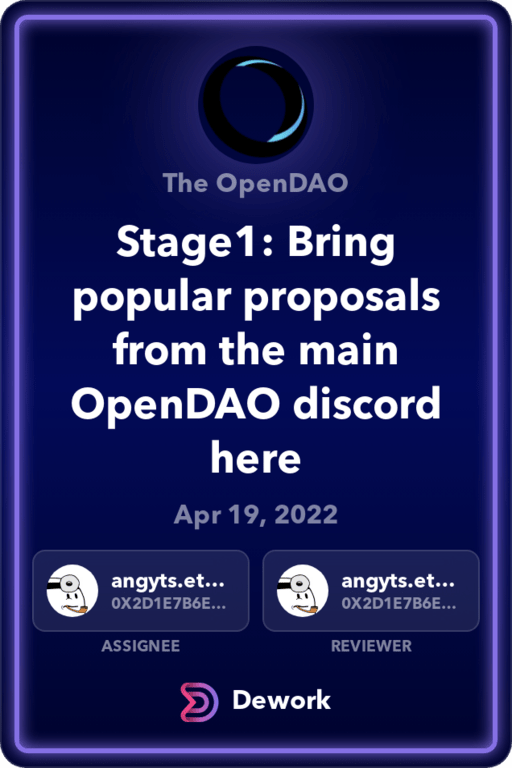 The OpenDAO
Stage1: Bring
popular proposals
from the main
OpenDAO discord
here
Apr 19, 2022
angyts.et...
0X2D1E7B6E...
ASSIGNEE
angyts.et...
0X2D1E7B6E...
REVIEWER
Dework